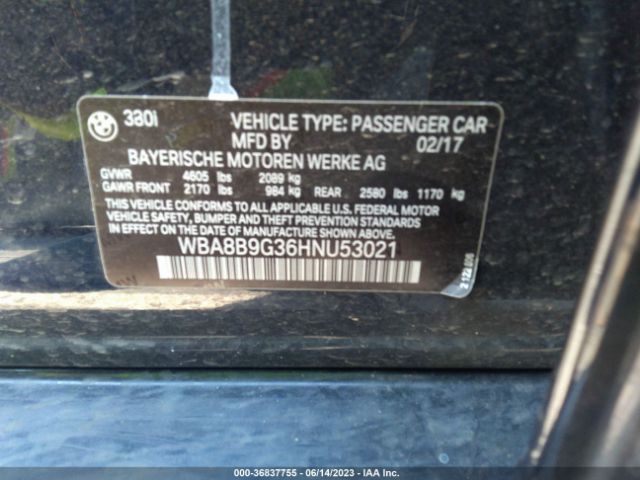 330i VEHICLE TYPE: PASSENGER CAR
MFD BY 02/17
BAYERISCHE MOTOREN WERKE AG
GVWR 4605 lbs 2089 kg
GAWR FRONT 2170 lbs 984 kg REAR 2580 lbs 1170 kg
THIS VEHICLE CONFORMS TO ALL APPLICABLE U.S. FEDERAL MOTOR
VEHICLE SAFETY, BUMPER AND THEFT PREVENTION STANDARDS
IN EFFECT ON THE DATE OF MANUFACTURE SHOWN ABOVE.
WBA8B9G36HNU53021
000-36837755 - 06/14/2023 - IAA Inc.